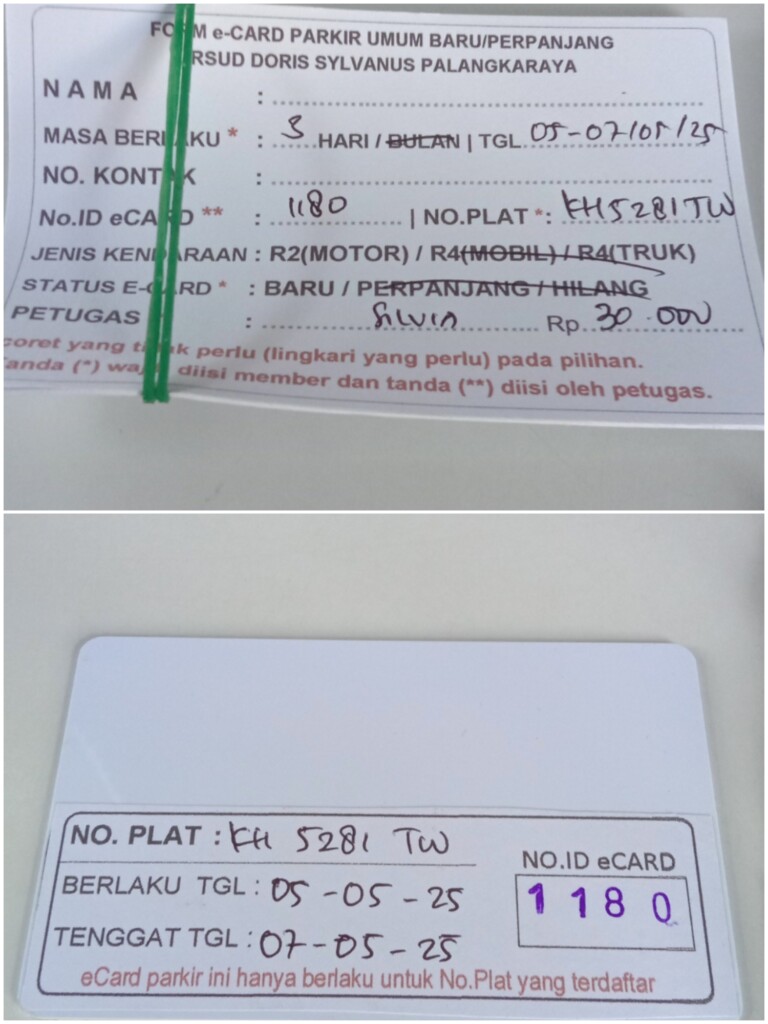 FORM e-CARD PARKIR UMUM BARU/PERPANJANG
RSUD DORIS SYLVANUS PALANGKARAYA
NAMA :
MASA BERLAKU * : 3 HARI / BULAN | TGL. 05-07/05/25
NO. KONTAK :
No.ID eCARD ** : 1180 | NO.PLAT *: KH 5281 TW
JENIS KENDARAAN : R2(MOTOR) / R4(MOBIL) / R4(TRUK)
STATUS E-CARD * : BARU / PERPANJANG / HILANG
PETUGAS : Silvia Rp. 30.000
coret yang tidak perlu (lingkari yang perlu) pada pilihan.
Tanda (*) wajib diisi member dan tanda (**) diisi oleh petugas.
NO. PLAT : KH 5281 TW
NO.ID eCARD
BERLAKU TGL : 05-05-25
1180
TENGGAT TGL : 07-05-25
eCard parkir ini hanya berlaku untuk No.Plat yang terdaftar